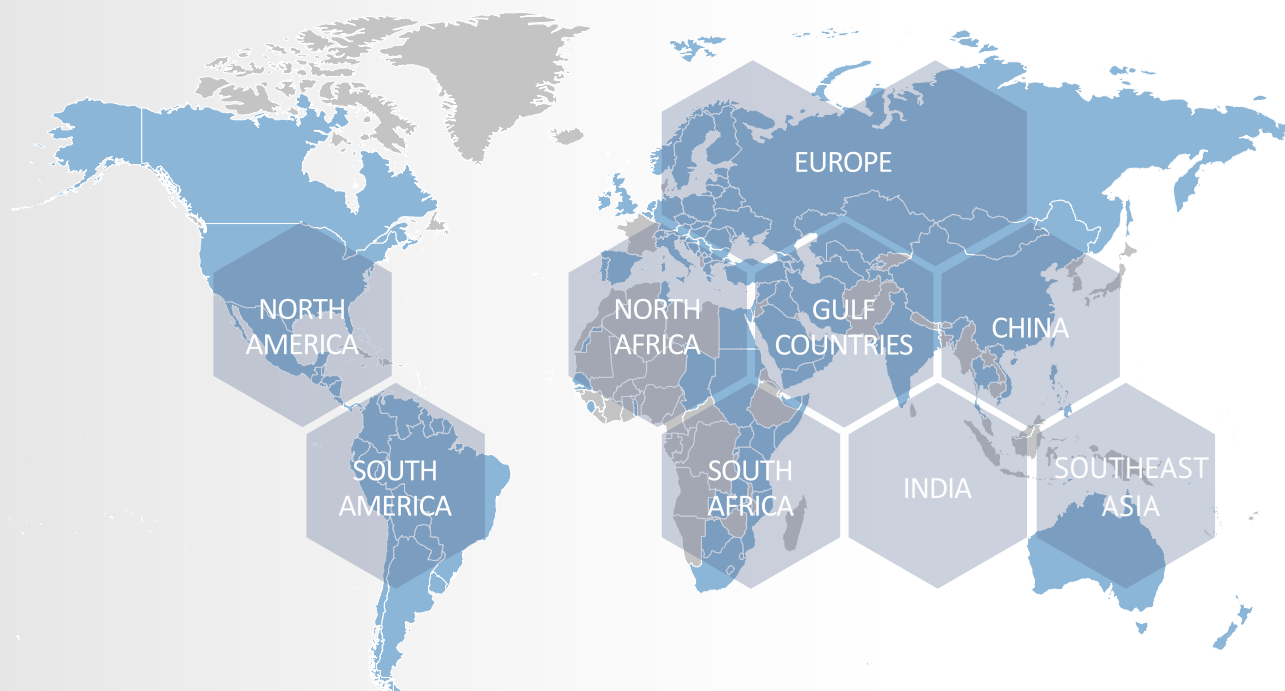 EUROPE
NORTH
AMERICA
NORTH
AFRICA
GULF
COUNTRIES
CHINA
SOUTH
AMERICA
SOUTH
AFRICA
INDIA
SOUTHEAST
ASIA